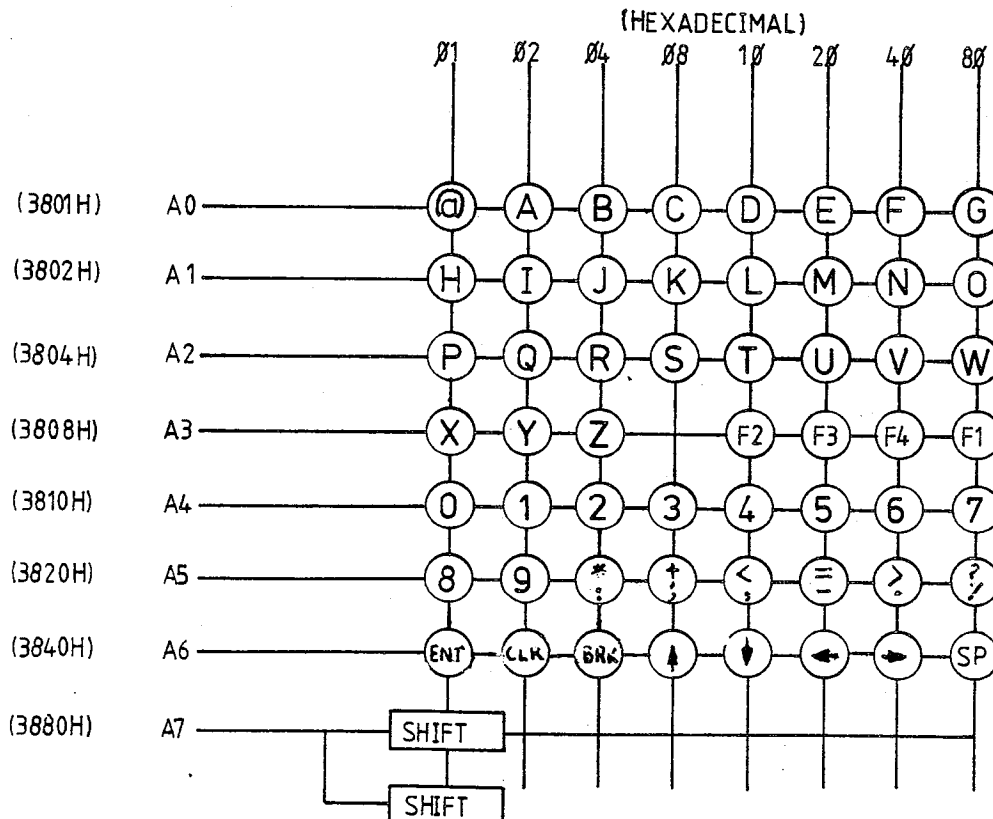 (HEXADECIMAL)
Ø1 Ø2 Ø4 Ø8 1Ø 2Ø 4Ø 8Ø
(3801H) A0 @ A B C D E F G
(3802H) A1 H I J K L M N O
(3804H) A2 P Q R S T U V W
(3808H) A3 X Y Z F2 F3 F4 F1
(3810H) A4 0 1 2 3 4 5 6 7
(3820H) A5 8 9 * : + ; < , = - > . ? /
(3840H) A6 ENT CLK BRK ↑ ↓ ← → SP
(3880H) A7 SHIFT
SHIFT